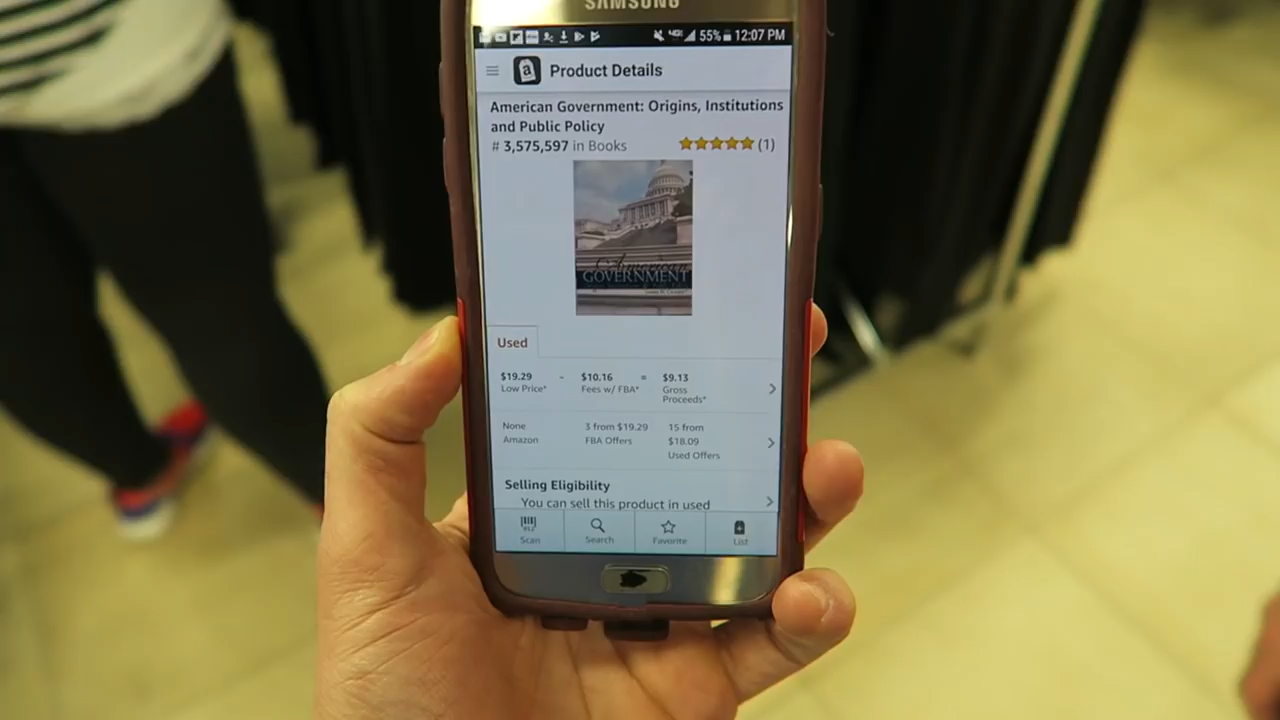 SAMSUNG
55% 12:07 PM
Product Details
American Government: Origins, Institutions
and Public Policy
# 3,575,597 in Books (1)
American
GOVERNMENT
Used
$19.29 - $10.16 = $9.13
Low Price* Fees w/ FBA* Gross
Proceeds*
None 3 from $19.29 15 from
Amazon FBA Offers $18.09
Used Offers
Selling Eligibility
You can sell this product in used
Scan Search Favorite List